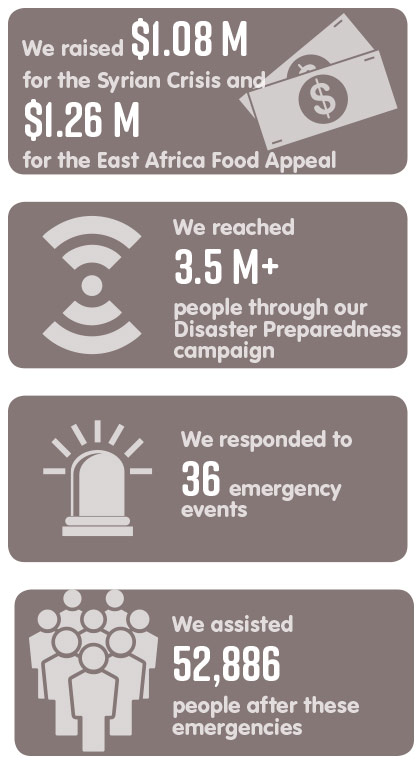 We raised $1.08 M
for the Syrian Crisis and
$1.26 M
for the East Africa Food Appeal
We reached
3.5 M+
people through our
Disaster Preparedness
campaign
We responded to
36 emergency
events
We assisted
52,886
people after these
emergencies